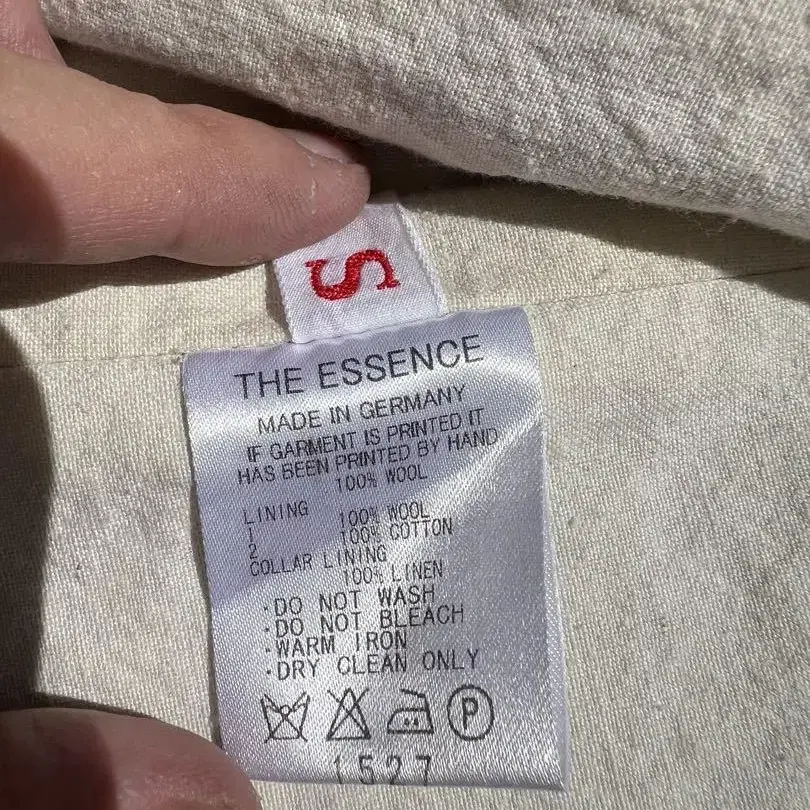 S
THE ESSENCE
MADE IN GERMANY
IF GARMENT IS PRINTED IT
HAS BEEN PRINTED BY HAND
100% WOOL
LINING
1 100% WOOL
2 100% COTTON
COLLAR LINING
100% LINEN
·DO NOT WASH
·DO NOT BLEACH
·WARM IRON
·DRY CLEAN ONLY
P
1527